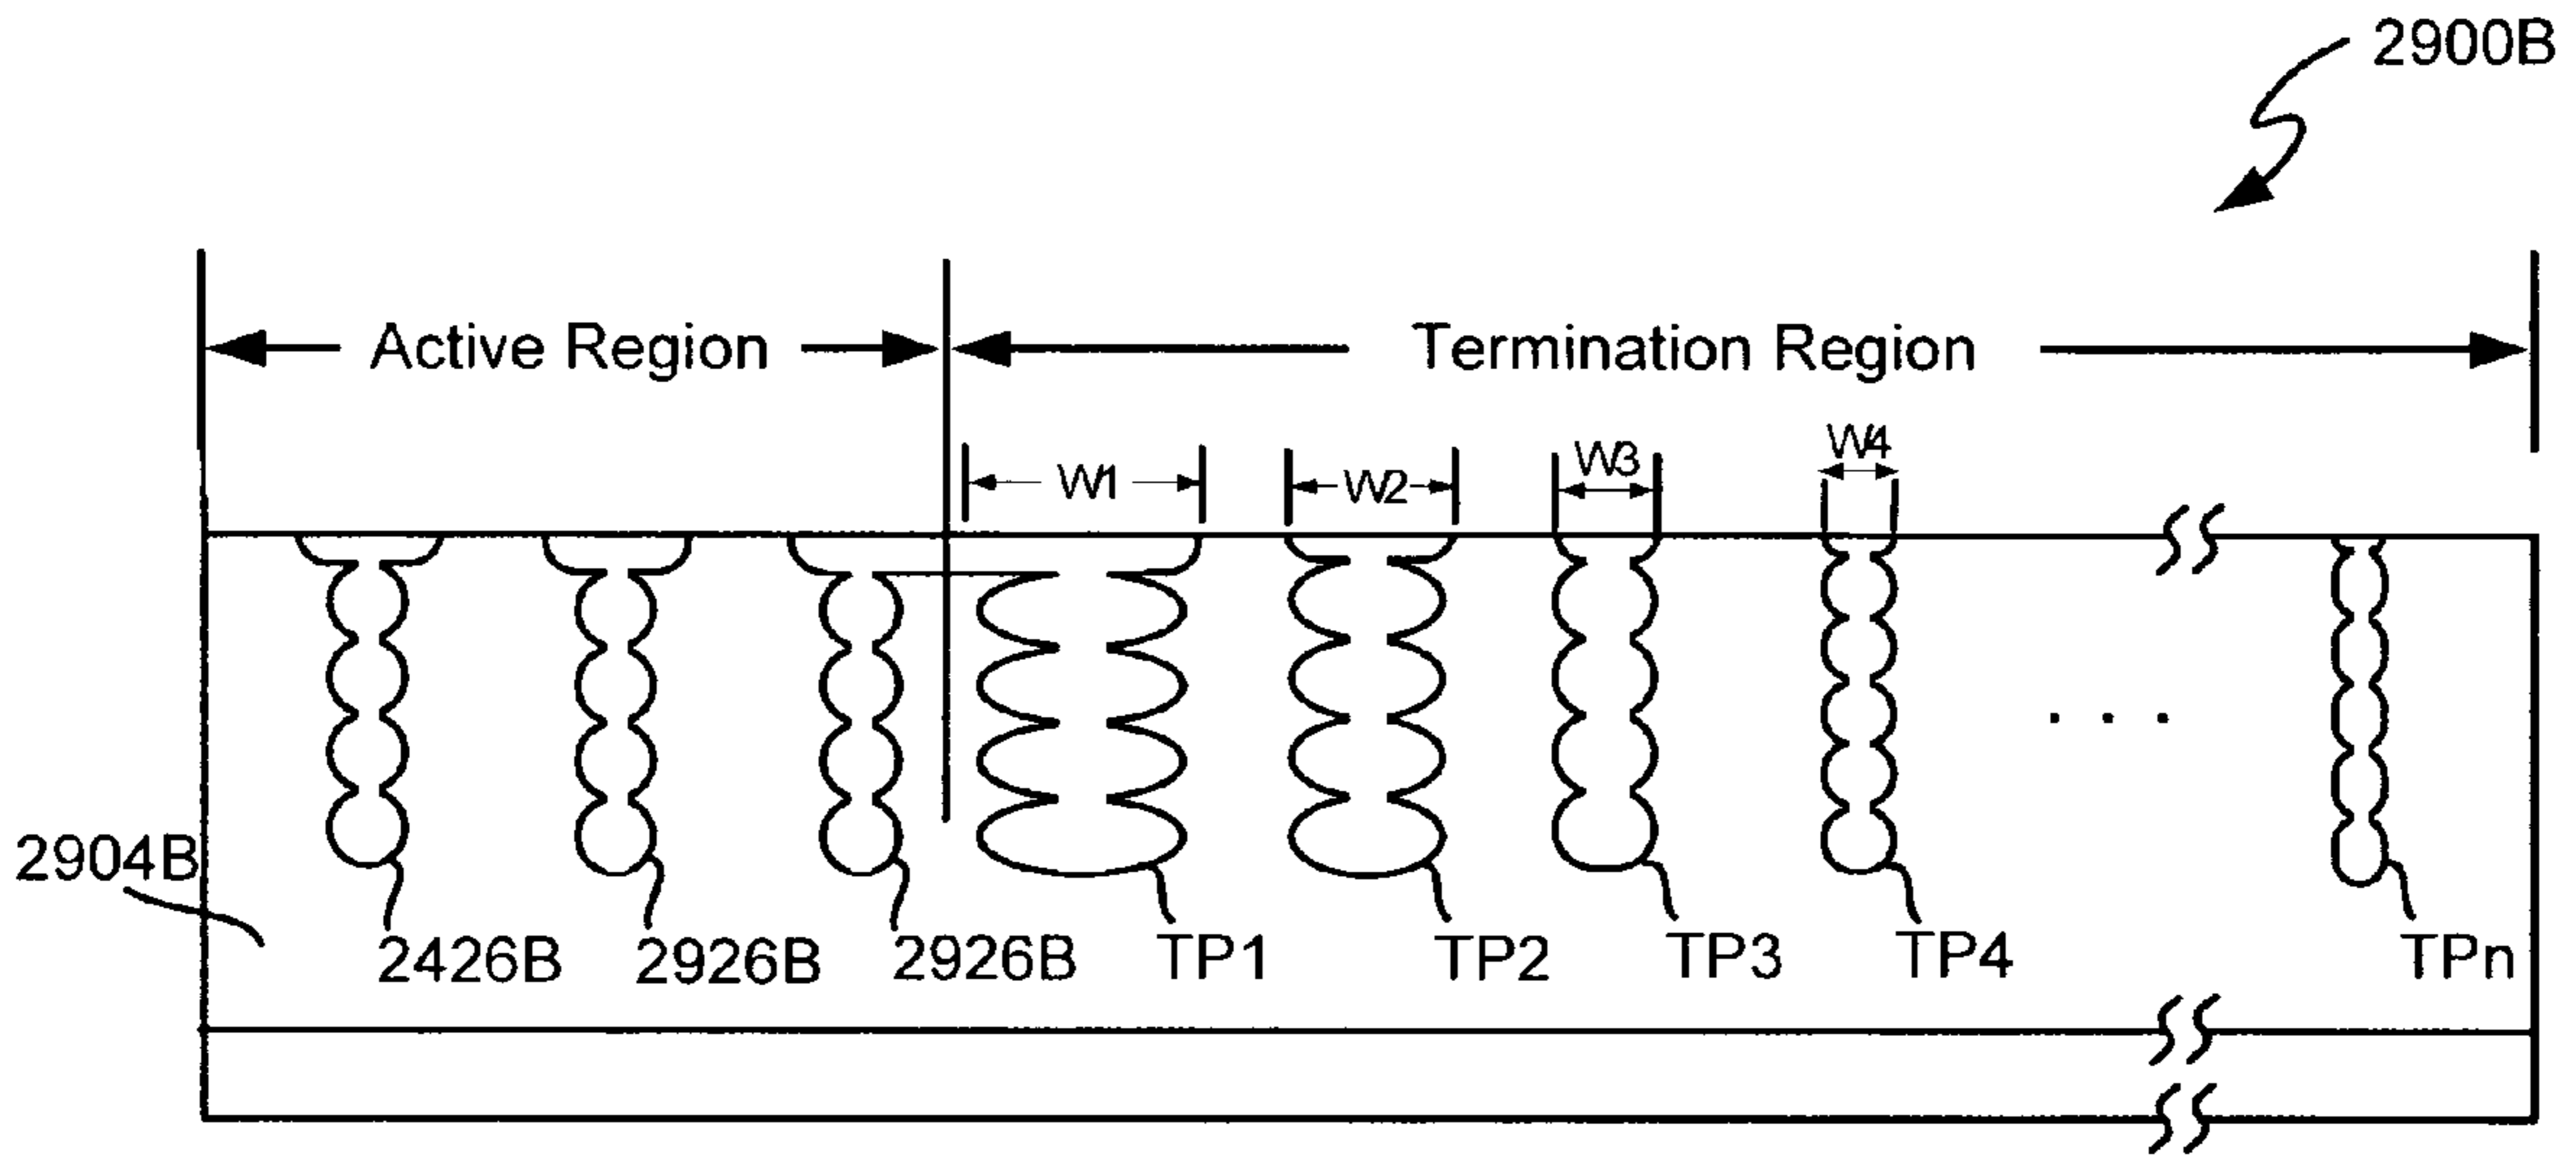 2900B
Active Region
Termination Region
W1
W2
W3
W4
2904B
2426B
2926B
2926B
TP1
TP2
TP3
TP4
. . .
TPn